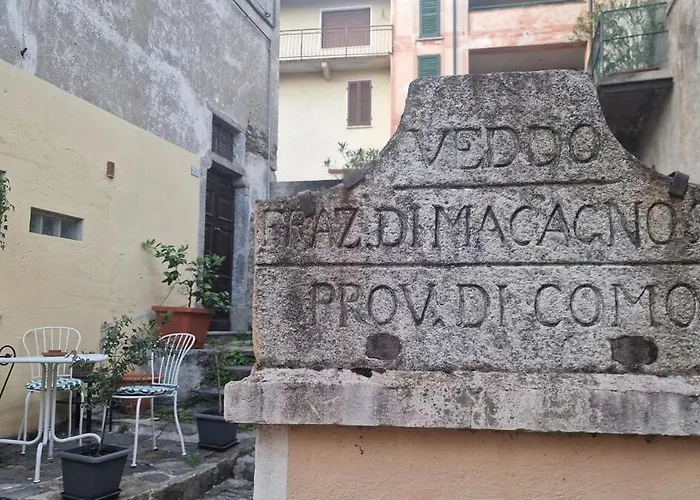 VEDDO
FRAZ. DI MACAGNO S
PROV. DI COMO